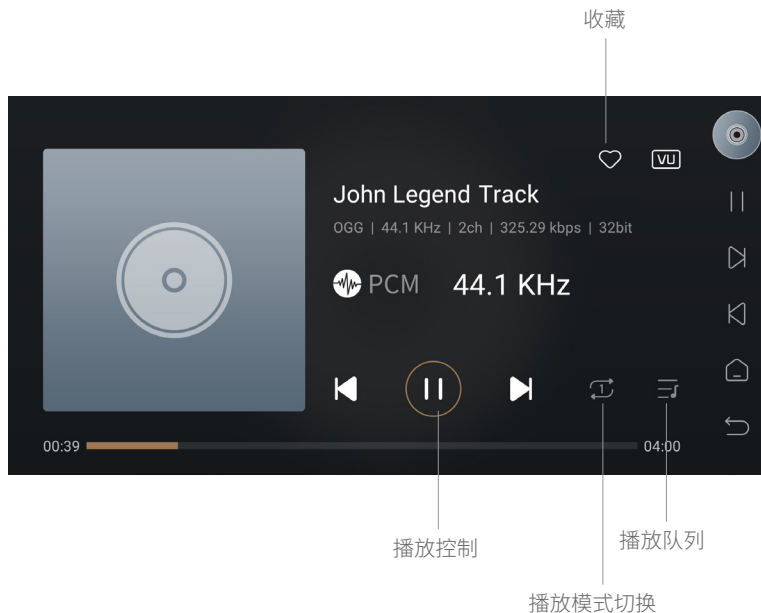 收藏
VU
John Legend Track
OGG | 44.1 KHz | 2ch | 325.29 kbps | 32bit
PCM 44.1 KHz
1
00:39 04:00
播放控制
播放队列
播放模式切换